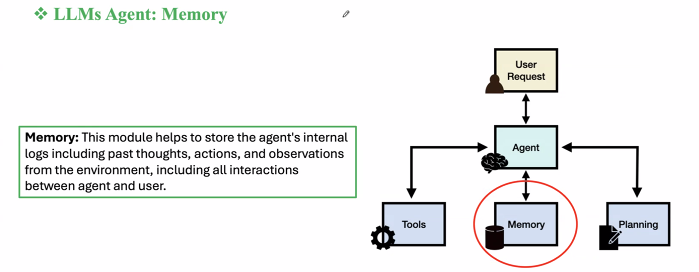 ❖ LLMs Agent: Memory
Memory: This module helps to store the agent's internal
logs including past thoughts, actions, and observations
from the environment, including all interactions
between agent and user.
User
Request
Agent
Tools
Memory
Planning